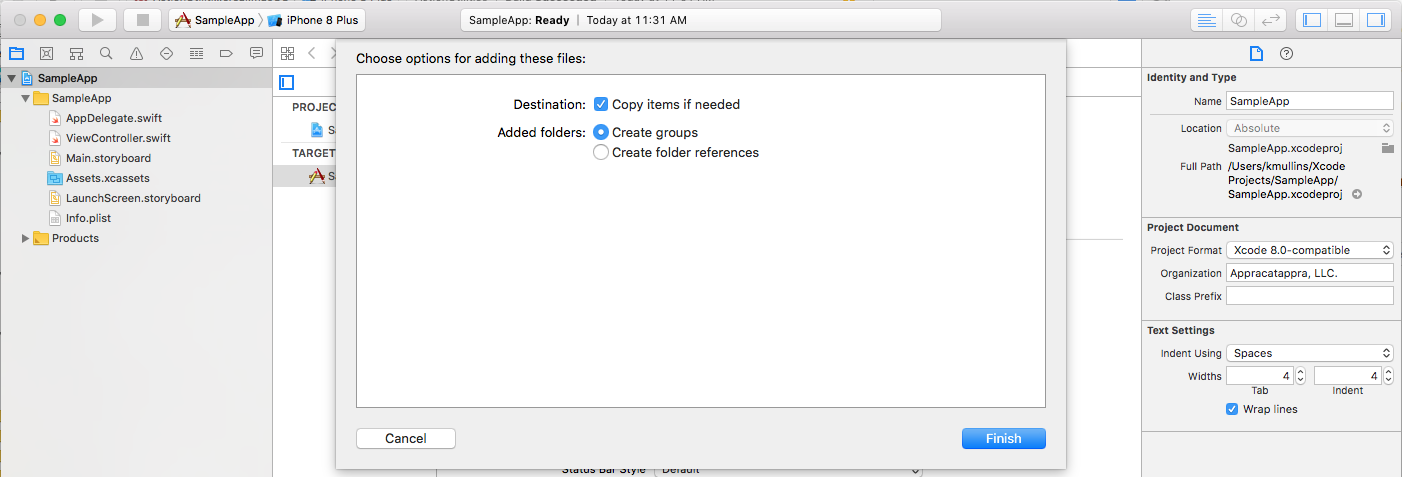 SampleApp
iPhone 8 Plus
SampleApp: Ready | Today at 11:31 AM
SampleApp
SampleApp
AppDelegate.swift
ViewController.swift
Main.storyboard
Assets.xcassets
LaunchScreen.storyboard
Info.plist
Products
PROJEC
TARGET
Choose options for adding these files:
Destination: Copy items if needed
Added folders: Create groups
Create folder references
Cancel
Finish
Status Bar Style Default
Identity and Type
Name SampleApp
Location Absolute
SampleApp.xcodeproj
Full Path /Users/kmullins/Xcode
Projects/SampleApp/
SampleApp.xcodeproj
Project Document
Project Format Xcode 8.0-compatible
Organization Appracatappra, LLC.
Class Prefix
Text Settings
Indent Using Spaces
Widths 4 4
Tab Indent
Wrap lines